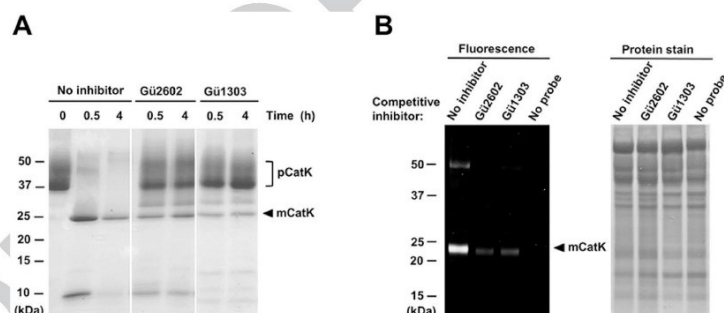 A
No inhibitor Gü2602 Gü1303
0 0.5 4 0.5 4 0.5 4 Time (h)
50
37
25
20
15
10
(kDa)
pCatK
mCatK
B
Fluorescence
Competitive inhibitor:
No inhibitor
Gü2602
Gü1303
No probe
50
37
25
20
15
(kDa)
mCatK
Protein stain
No inhibitor
Gü2602
Gü1303
No probe